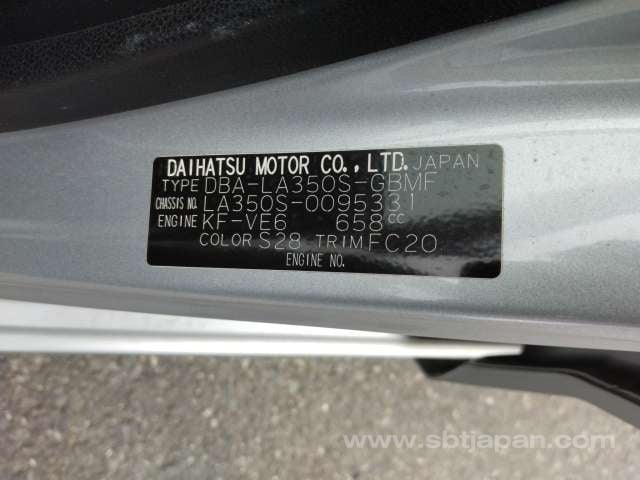 DAIHATSU MOTOR CO., LTD. JAPAN
TYPE DBA-LA350S-GBMF
CHASSIS NO. LA350S-0095331
ENGINE KF-VE6 658cc
COLOR S28 TRIM FC20
ENGINE NO.
www.sbtjapan.com